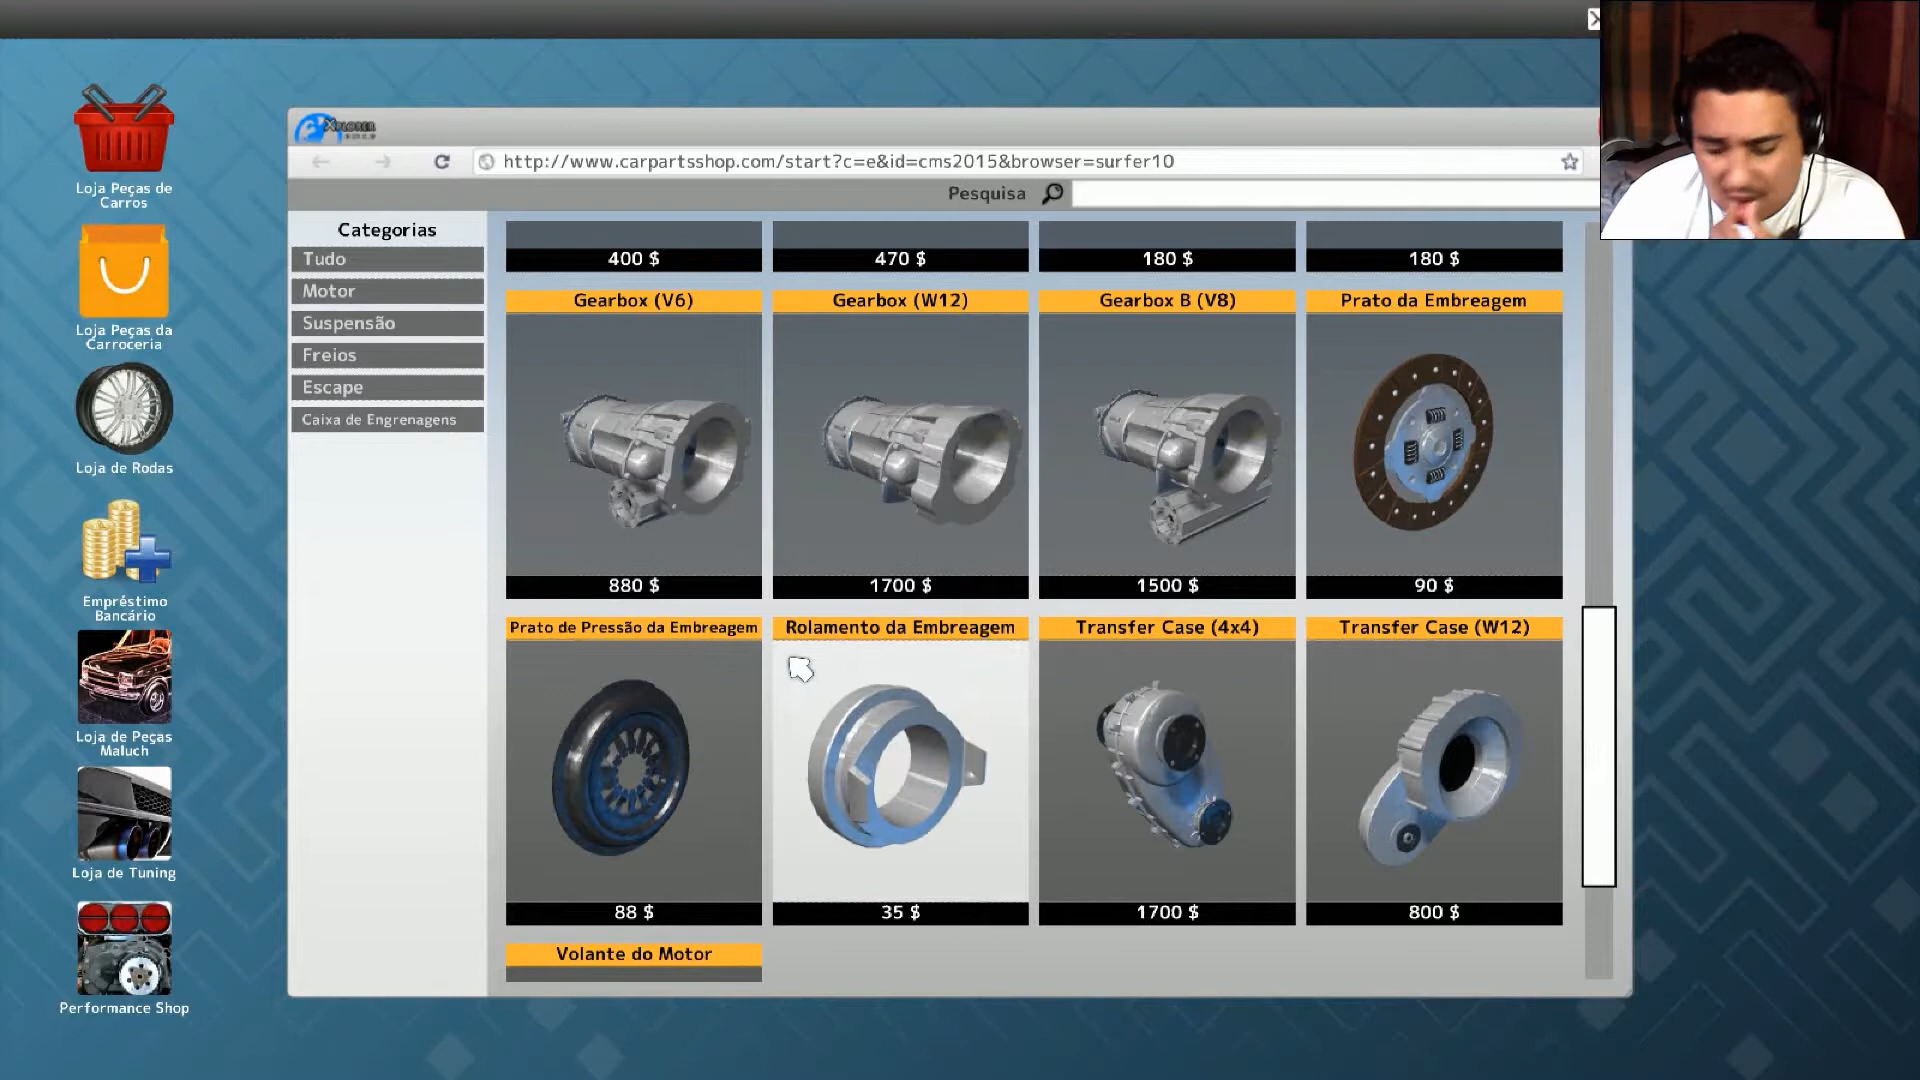 Loja Peças de
Carros
Loja Peças da
Carroceria
Loja de Rodas
Empréstimo
Bancário
Loja de Peças
Maluch
Loja de Tuning
Performance Shop
http://www.carpartsshop.com/start?c=e&id=cms2015&browser=surfer10
Pesquisa
Categorias
Tudo
Motor
Suspensão
Freios
Escape
Caixa de Engrenagens
400 $ 470 $ 180 $ 180 $
Gearbox (V6) Gearbox (W12) Gearbox B (V8) Prato da Embreagem
880 $ 1700 $ 1500 $ 90 $
Prato de Pressão da Embreagem Rolamento da Embreagem Transfer Case (4x4) Transfer Case (W12)
88 $ 35 $ 1700 $ 800 $
Volante do Motor